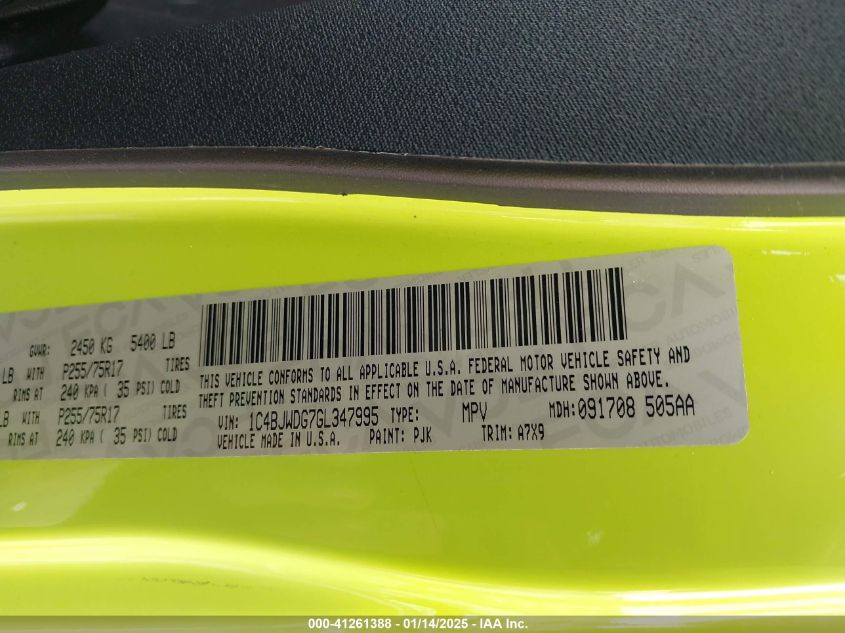 GVWR: 2450 KG 5400 LB
LB WITH P255/75R17 TIRES
RIMS AT 240 KPA ( 35 PSI) COLD
LB WITH P255/75R17 TIRES
RIMS AT 240 KPA ( 35 PSI) COLD
THIS VEHICLE CONFORMS TO ALL APPLICABLE U.S.A. FEDERAL MOTOR VEHICLE SAFETY AND
THEFT PREVENTION STANDARDS IN EFFECT ON THE DATE OF MANUFACTURE SHOWN ABOVE.
VIN: 1C4BJWDG7GL347995 TYPE: MPV MDH:091708 505AA
VEHICLE MADE IN U.S.A. PAINT: PJK TRIM: A7X9
000-41261388 - 01/14/2025 - IAA Inc.